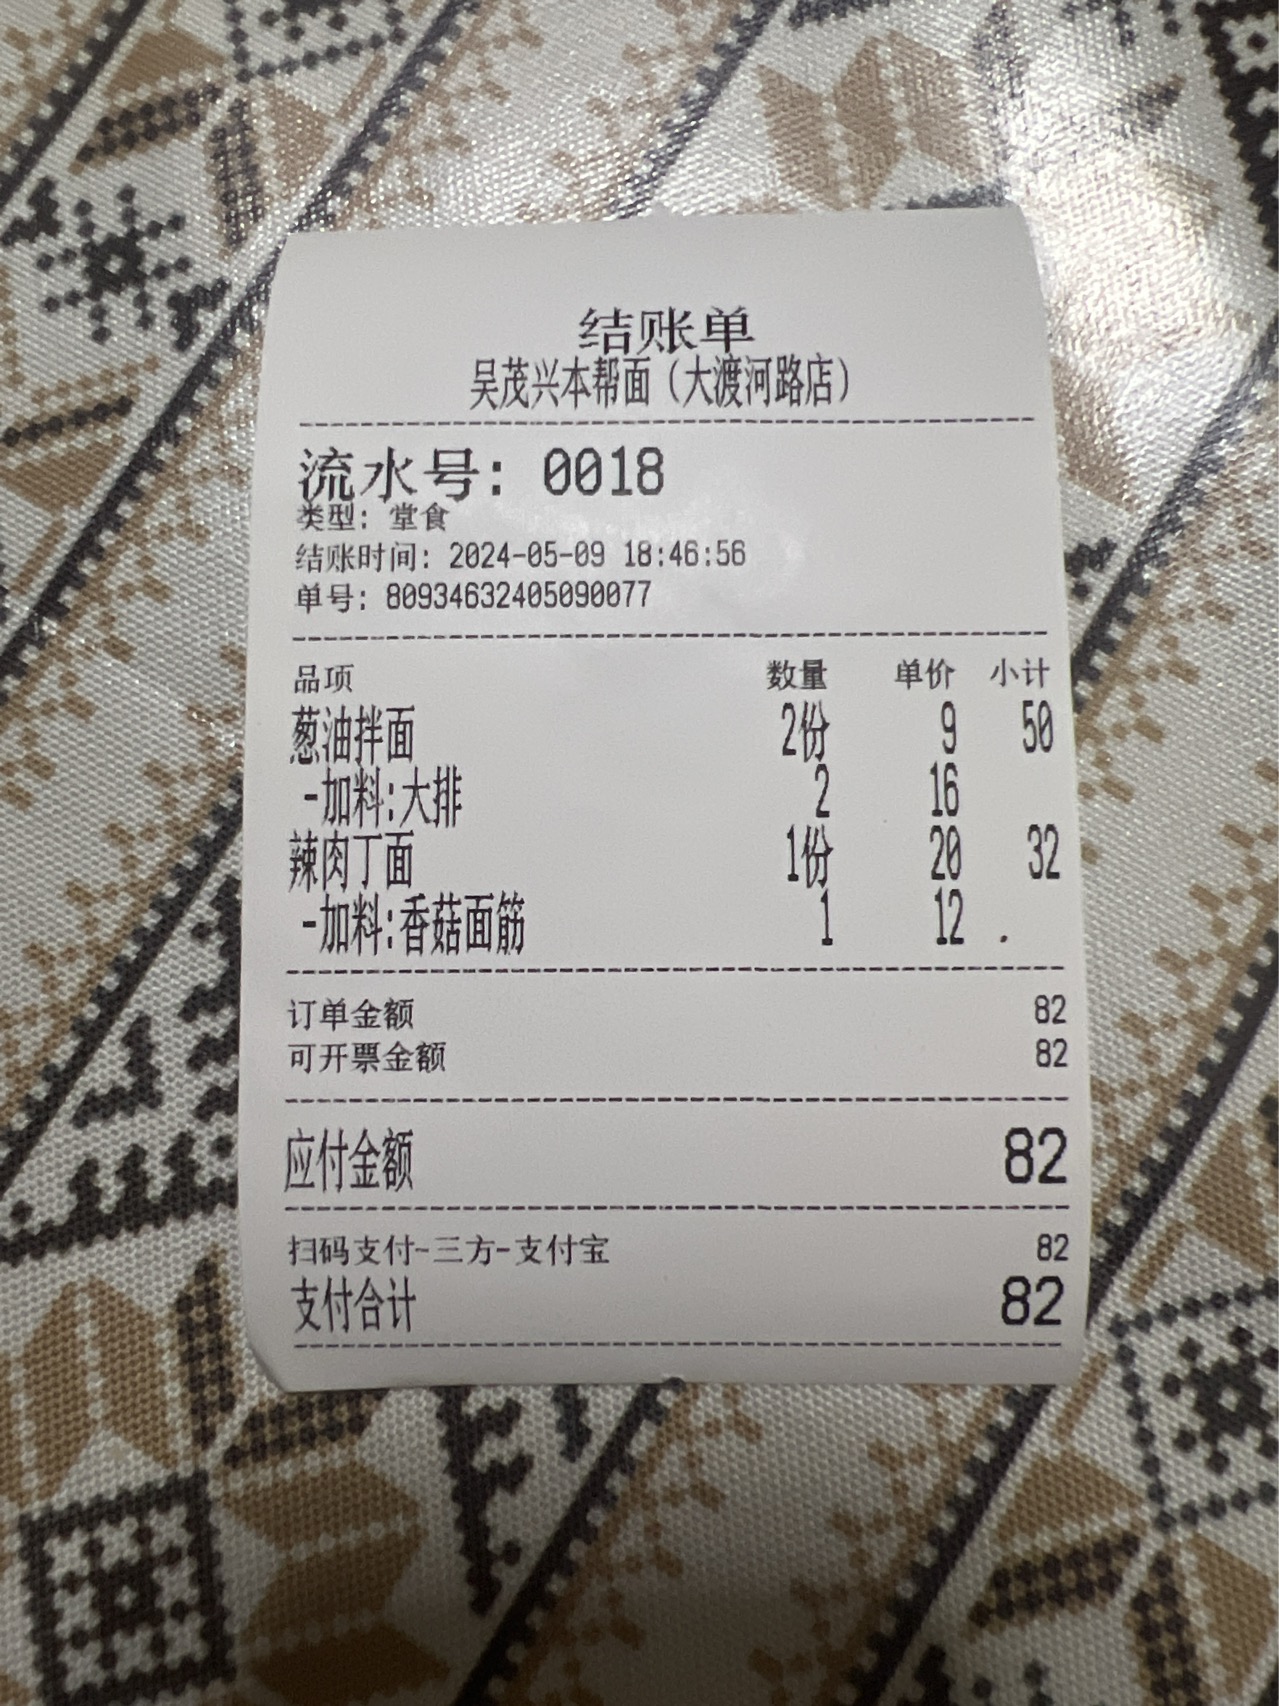 结账单
吴茂兴本帮面（大渡河路店）
流水号: 0018
类型: 堂食
结账时间: 2024-05-09 18:46:56
单号: 80934632405090077
品项 数量 单价 小计
葱油拌面 2份 9 50
-加料:大排 2 16
辣肉丁面 1份 20 32
-加料:香菇面筋 1 12
订单金额 82
可开票金额 82
应付金额 82
扫码支付-三方-支付宝 82
支付合计 82